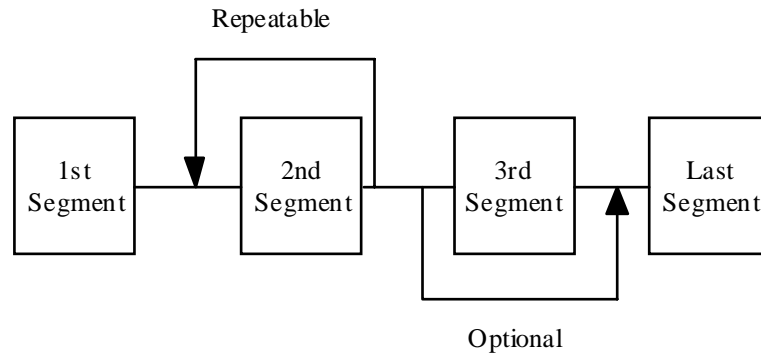 Repeatable
1st
Segment
2nd
Segment
3rd
Segment
Last
Segment
Optional